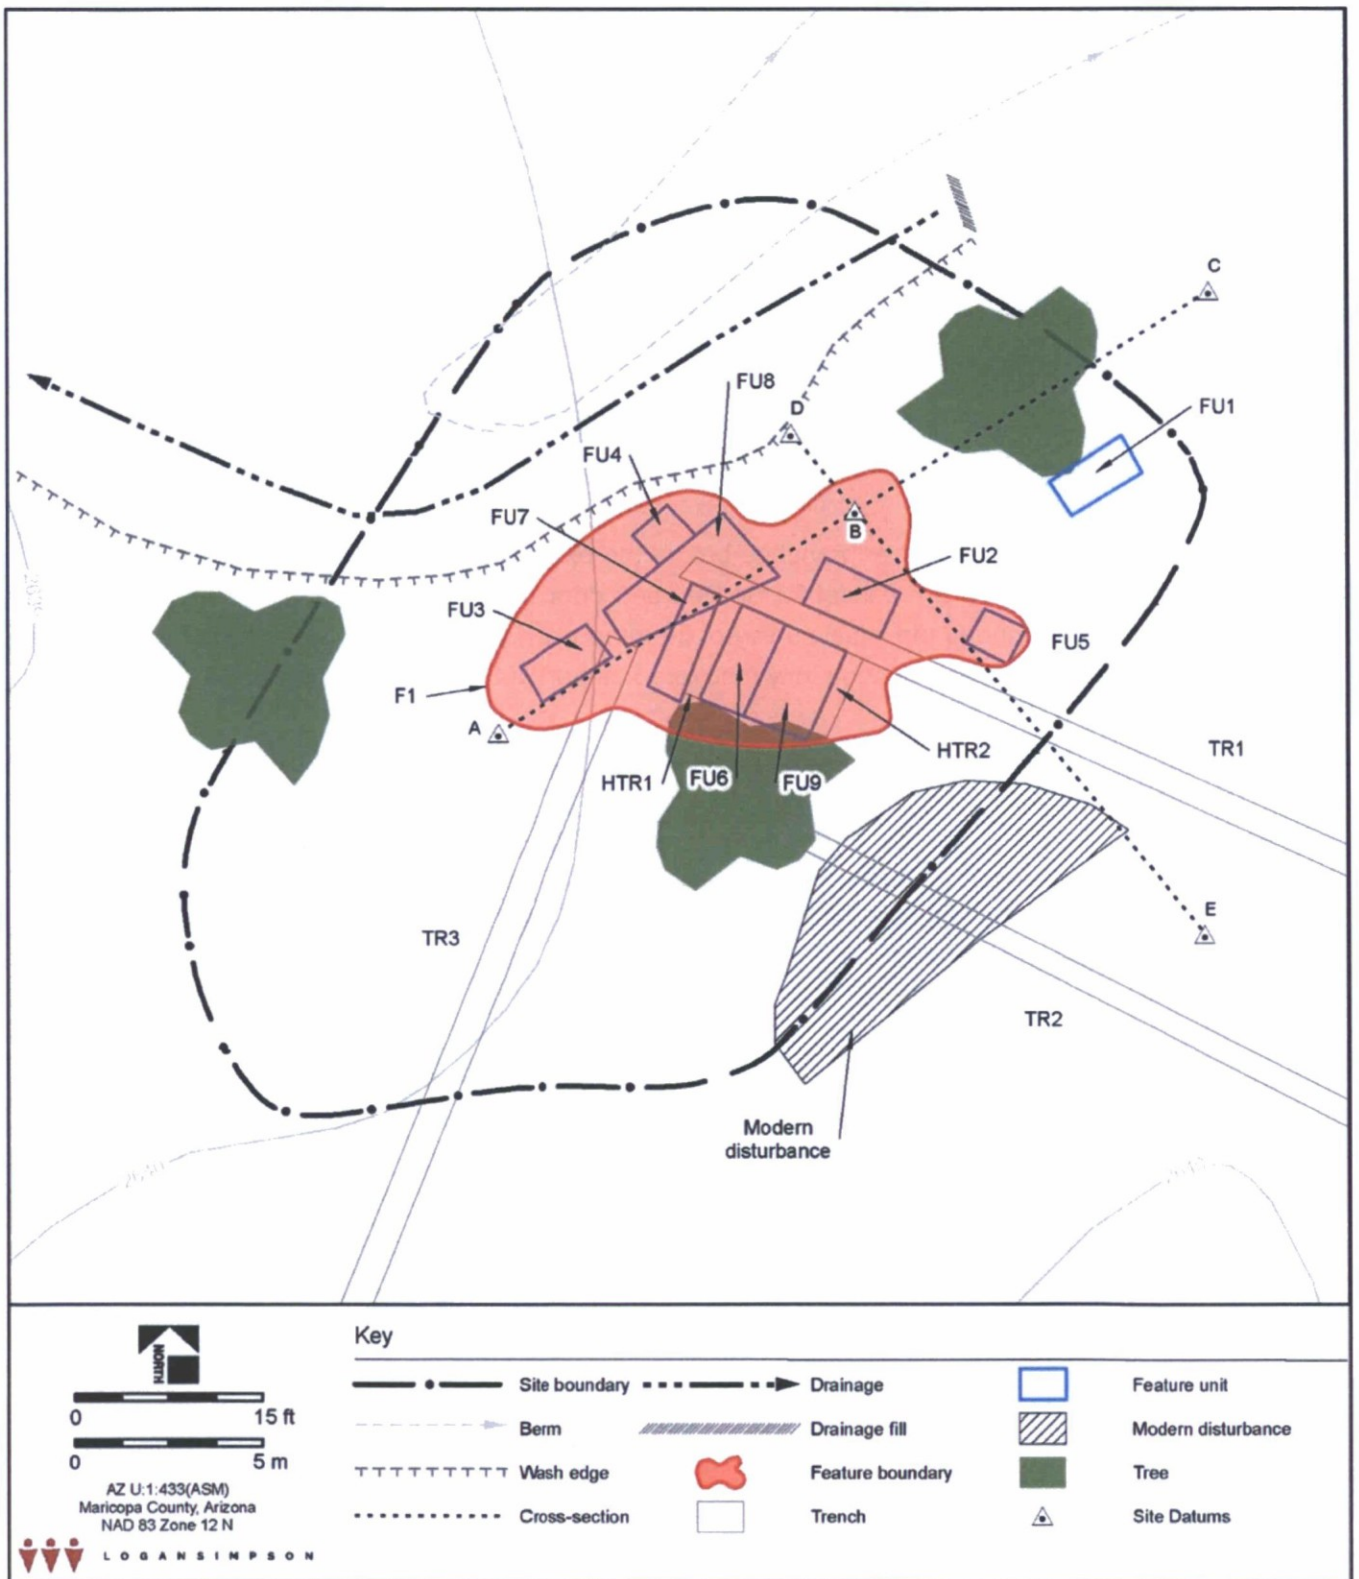 C
FU8
D
FU1
FU4
B
FU7
FU2
FU3
FU5
F1
A
HTR2
TR1
HTR1
FU6
FU9
E
TR3
TR2
Modern
disturbance
Key
NORTH
0 15 ft
0 5 m
AZ U:1:433(ASM)
Maricopa County, Arizona
NAD 83 Zone 12 N
LOGANSIMPSON
Site boundary
Berm
Wash edge
Cross-section
Drainage
Drainage fill
Feature boundary
Trench
Feature unit
Modern disturbance
Tree
Site Datums